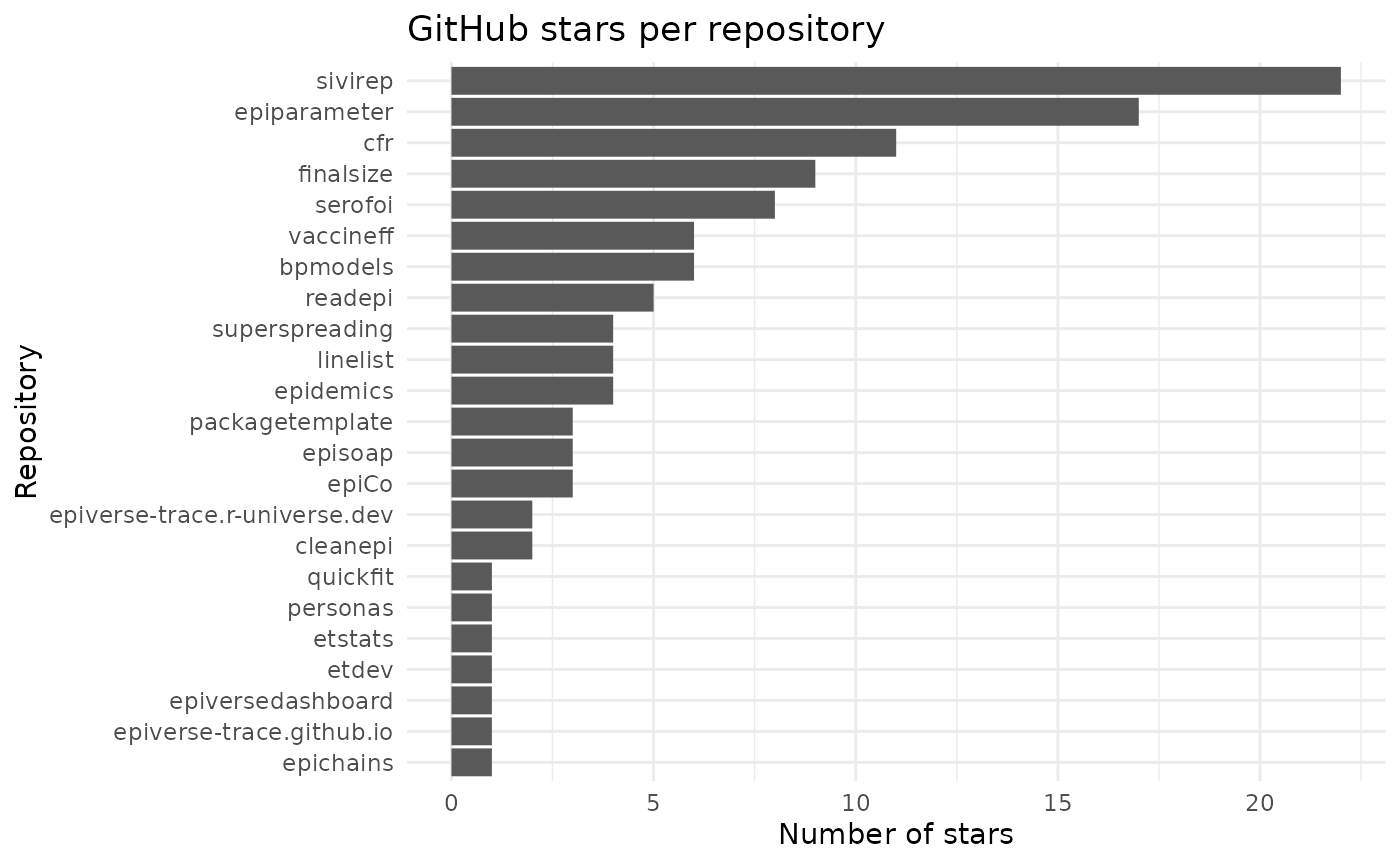 GitHub stars per repository
Repository
sivirep
epiparameter
cfr
finalsize
serofoi
vaccineff
bpmodels
readepi
superspreading
linelist
epidemics
packagetemplate
episoap
epiCo
epiverse-trace.r-universe.dev
cleanepi
quickfit
personas
etstats
etdev
epiversedashboard
epiverse-trace.github.io
epichains
0 5 10 15 20
Number of stars